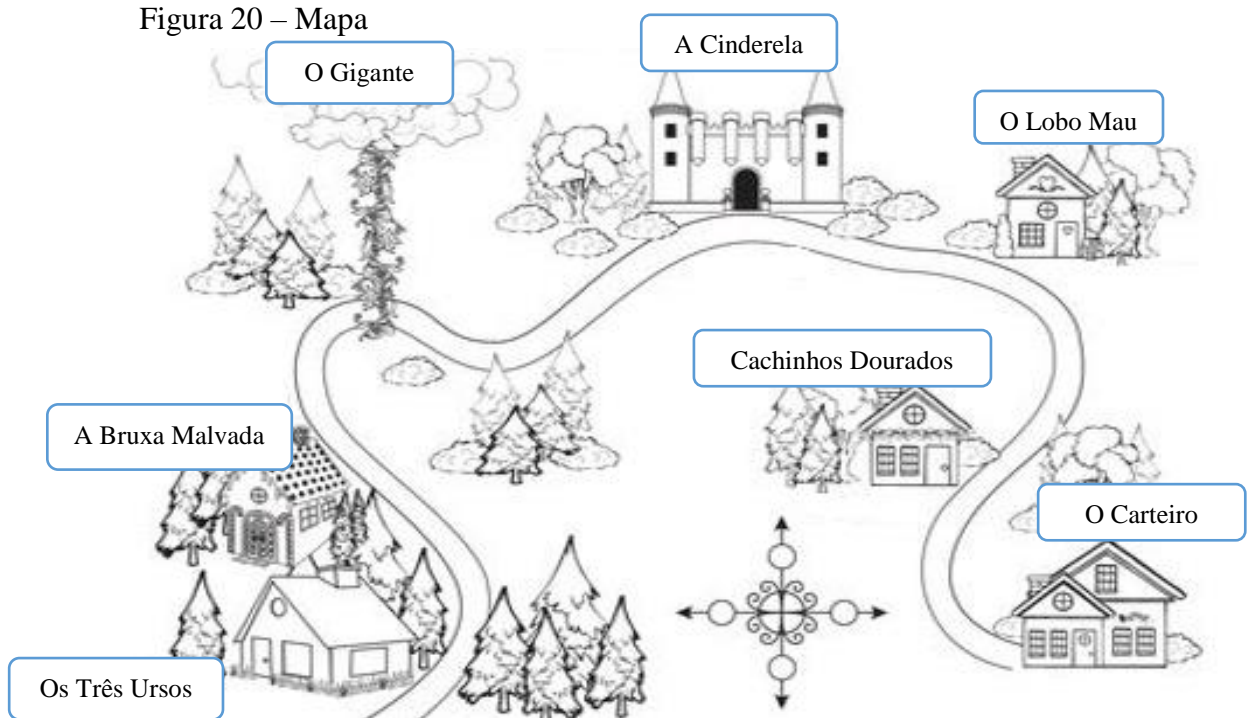 Figura 20 – Mapa
A Cinderela
O Gigante
O Lobo Mau
Cachinhos Dourados
A Bruxa Malvada
O Carteiro
Os Três Ursos